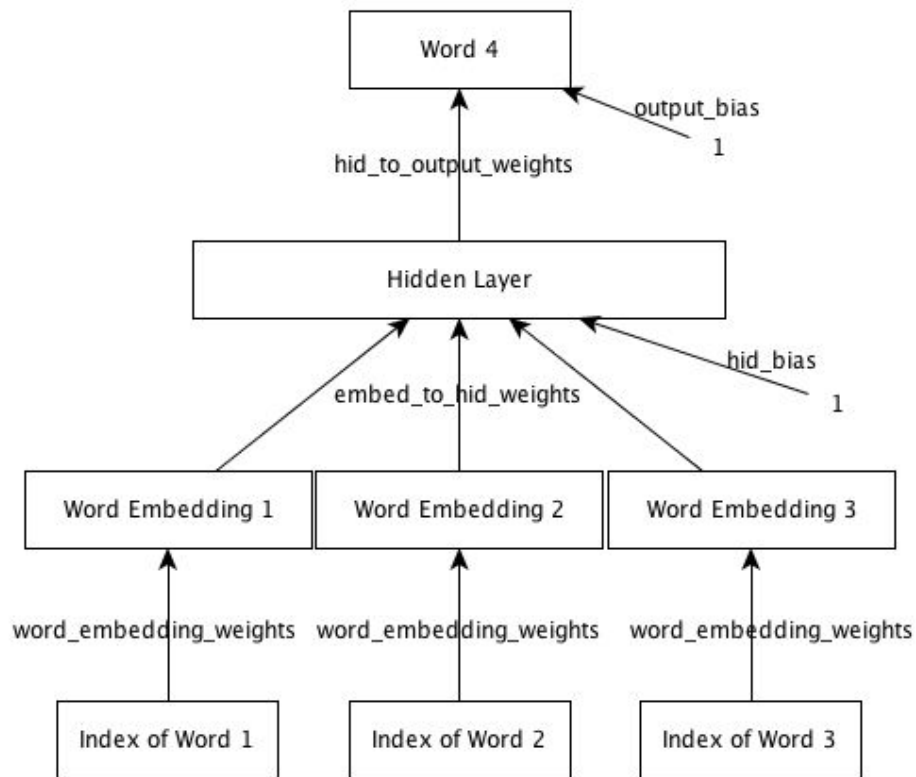 Word 4
output_bias
1
hid_to_output_weights
Hidden Layer
hid_bias
1
embed_to_hid_weights
Word Embedding 1
Word Embedding 2
Word Embedding 3
word_embedding_weights
word_embedding_weights
word_embedding_weights
Index of Word 1
Index of Word 2
Index of Word 3